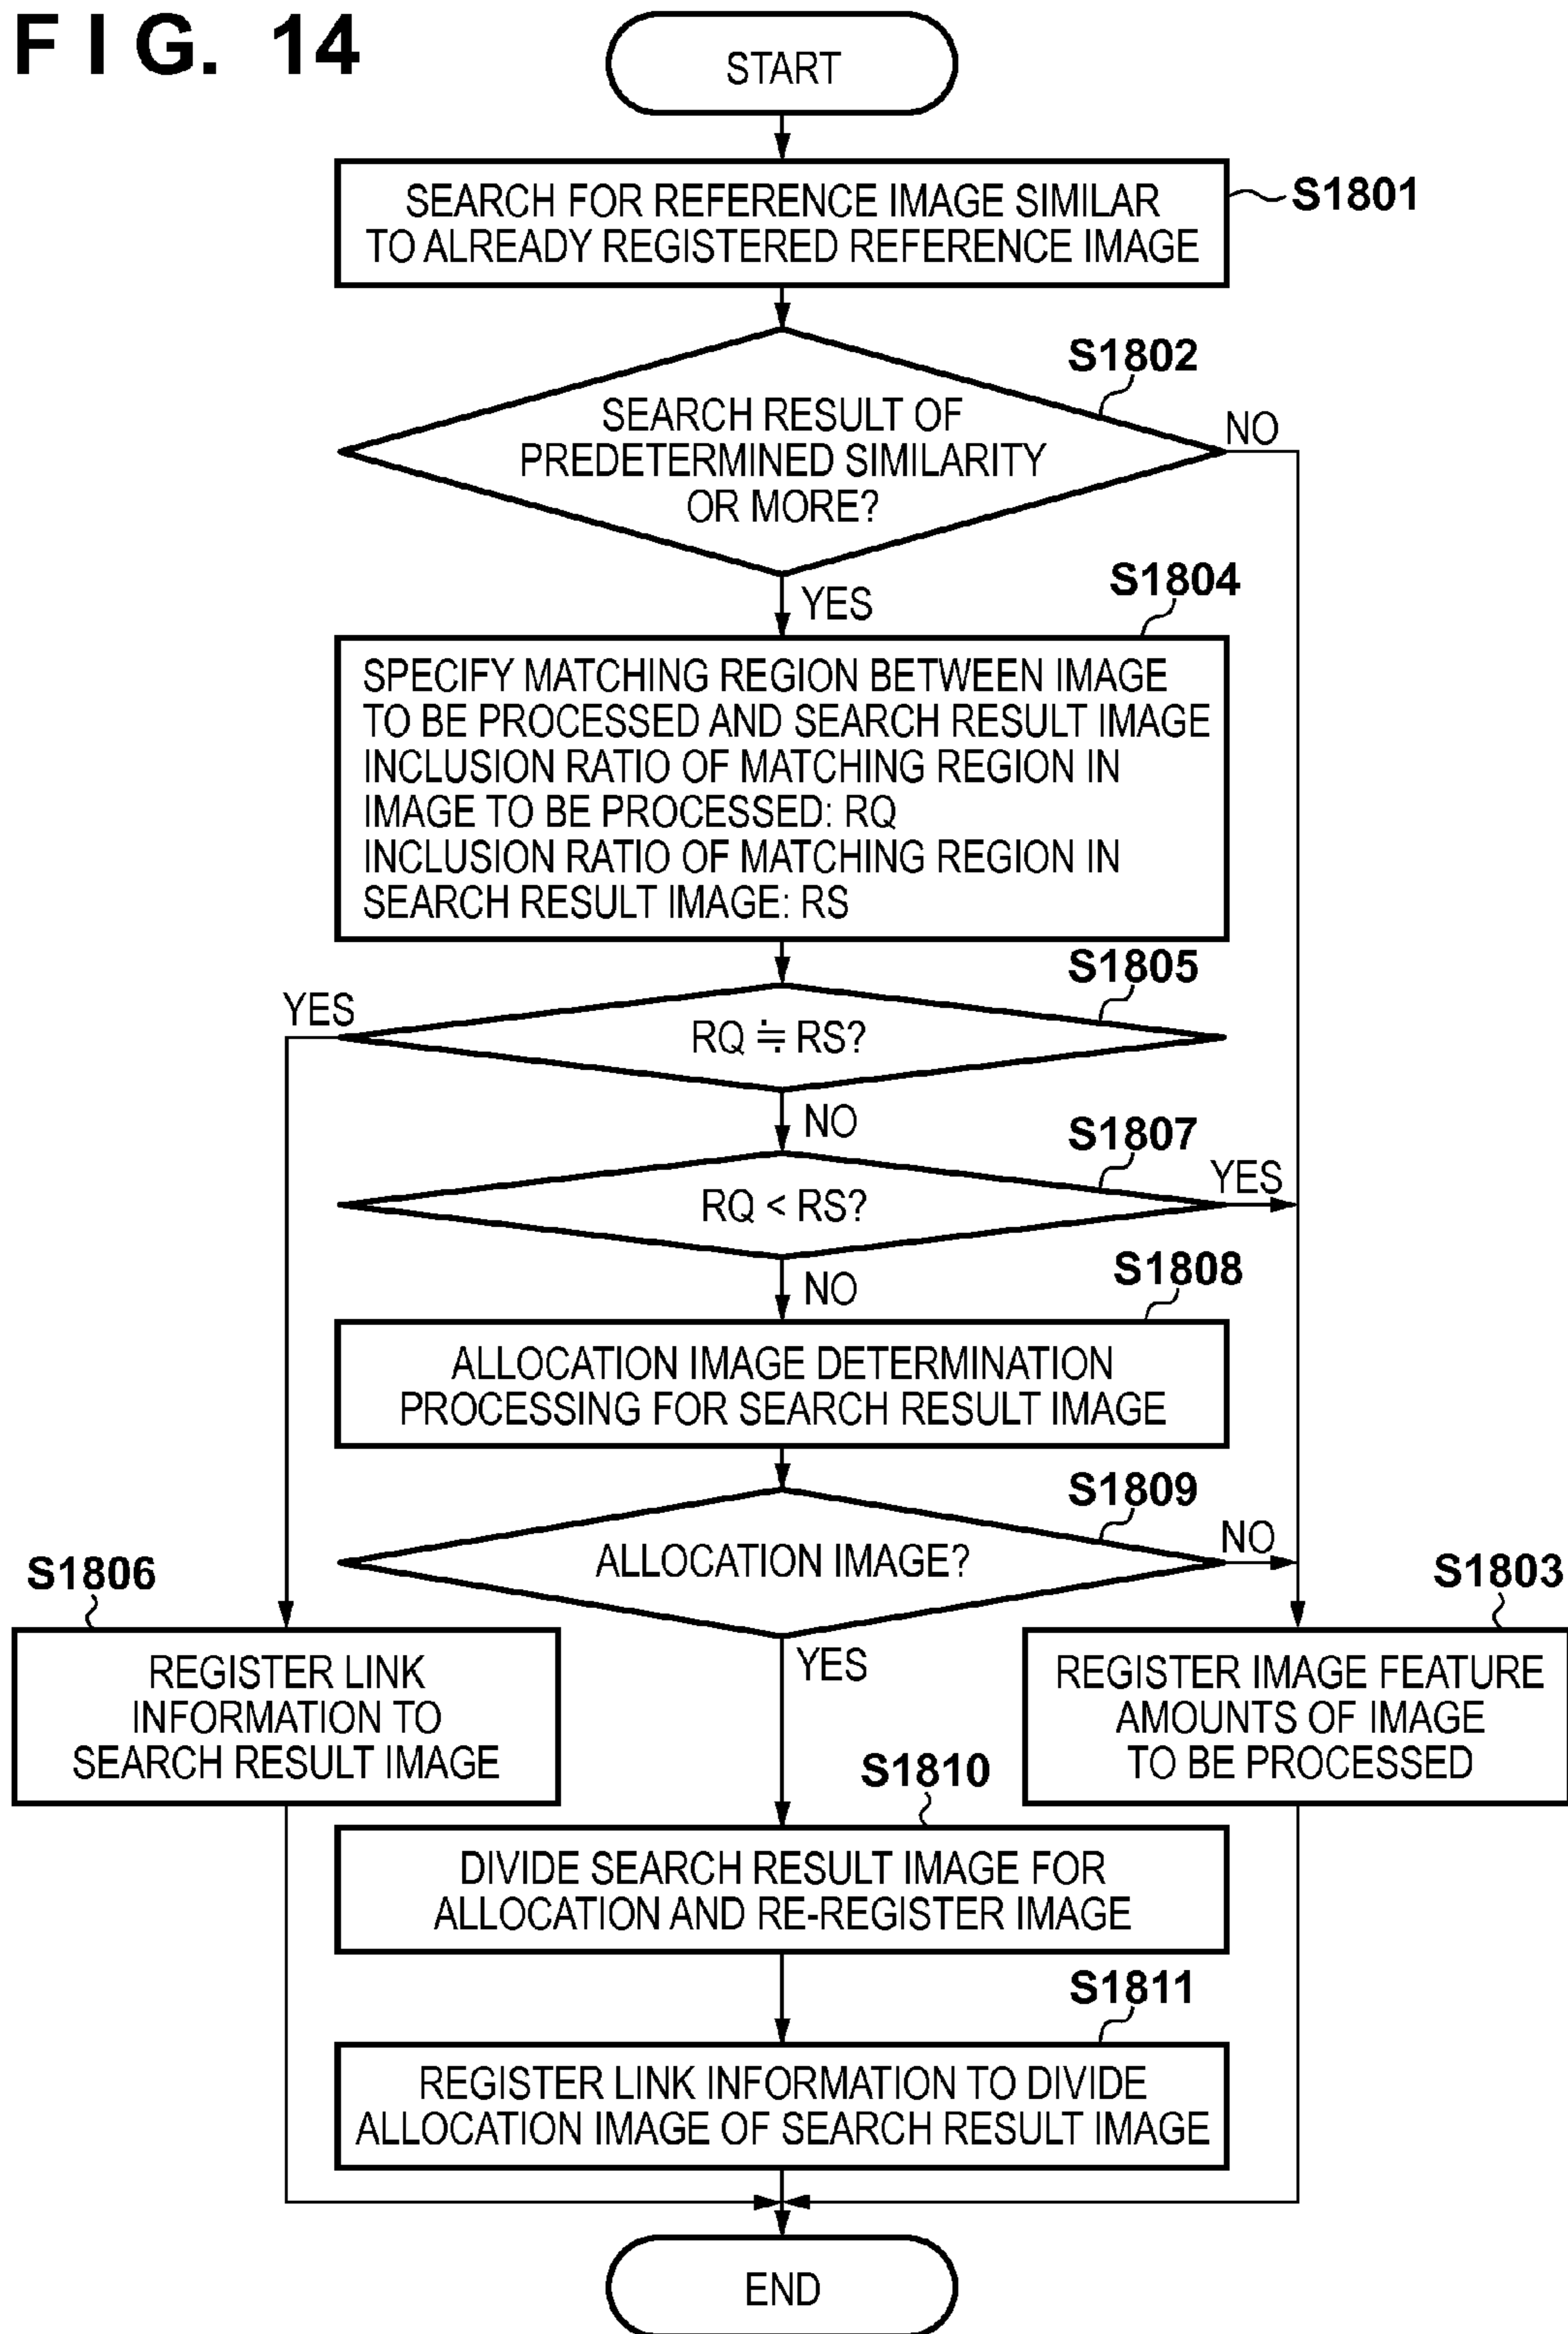 FIG. 14
START
SEARCH FOR REFERENCE IMAGE SIMILAR
TO ALREADY REGISTERED REFERENCE IMAGE
S1801
S1802
SEARCH RESULT OF
PREDETERMINED SIMILARITY
OR MORE?
NO
YES
S1804
SPECIFY MATCHING REGION BETWEEN IMAGE
TO BE PROCESSED AND SEARCH RESULT IMAGE
INCLUSION RATIO OF MATCHING REGION IN
IMAGE TO BE PROCESSED: RQ
INCLUSION RATIO OF MATCHING REGION IN
SEARCH RESULT IMAGE: RS
S1805
YES
RQ ≒ RS?
NO
S1807
YES
RQ < RS?
NO
S1808
ALLOCATION IMAGE DETERMINATION
PROCESSING FOR SEARCH RESULT IMAGE
S1809
NO
ALLOCATION IMAGE?
YES
S1806
REGISTER LINK
INFORMATION TO
SEARCH RESULT IMAGE
S1803
REGISTER IMAGE FEATURE
AMOUNTS OF IMAGE
TO BE PROCESSED
S1810
DIVIDE SEARCH RESULT IMAGE FOR
ALLOCATION AND RE-REGISTER IMAGE
S1811
REGISTER LINK INFORMATION TO DIVIDE
ALLOCATION IMAGE OF SEARCH RESULT IMAGE
END